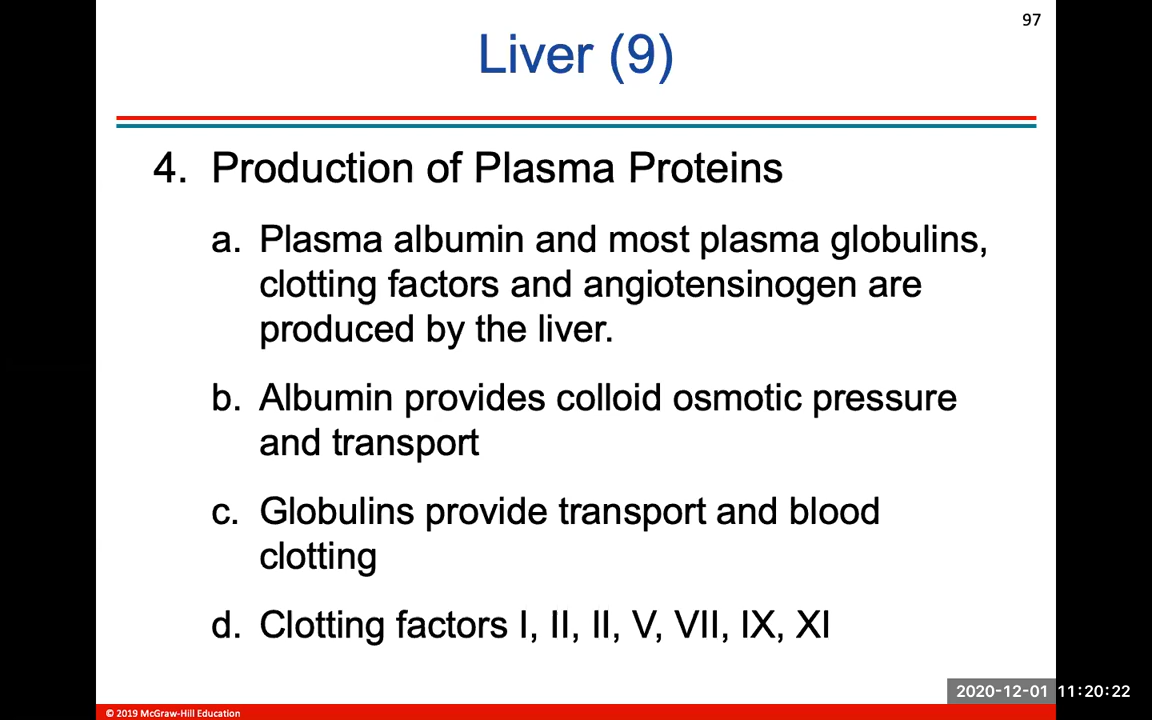 97
Liver (9)
4. Production of Plasma Proteins
a. Plasma albumin and most plasma globulins,
clotting factors and angiotensinogen are
produced by the liver.
b. Albumin provides colloid osmotic pressure
and transport
c. Globulins provide transport and blood
clotting
d. Clotting factors I, II, II, V, VII, IX, XI
2020-12-01 11:20:22
© 2019 McGraw-Hill Education